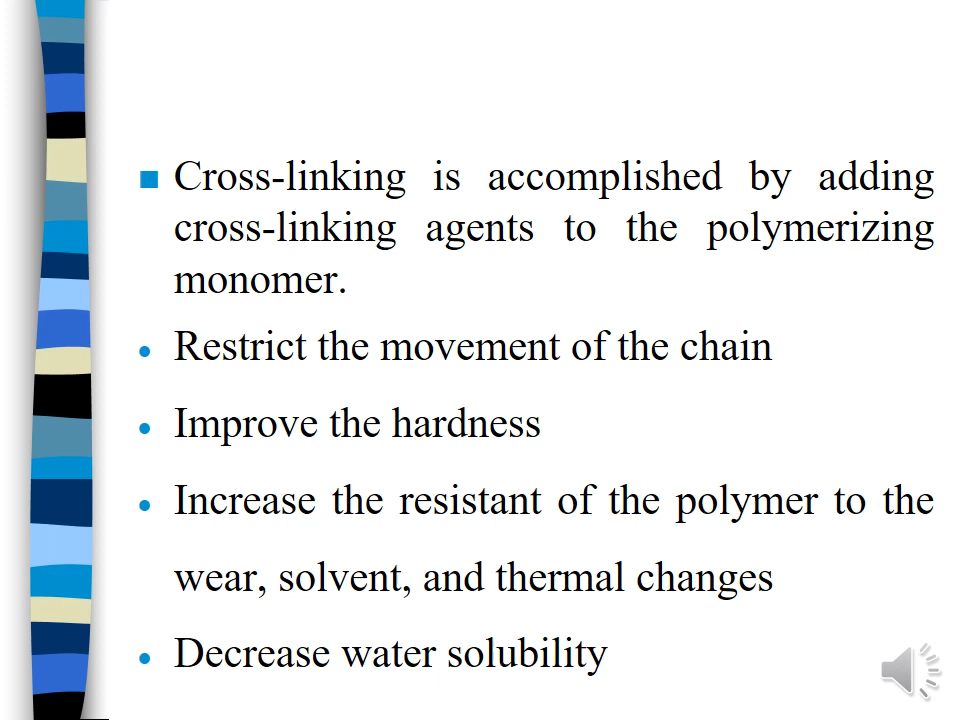 Cross-linking is accomplished by adding
cross-linking agents to the polymerizing
monomer.
Restrict the movement of the chain
Improve the hardness
Increase the resistant of the polymer to the
wear, solvent, and thermal changes
Decrease water solubility